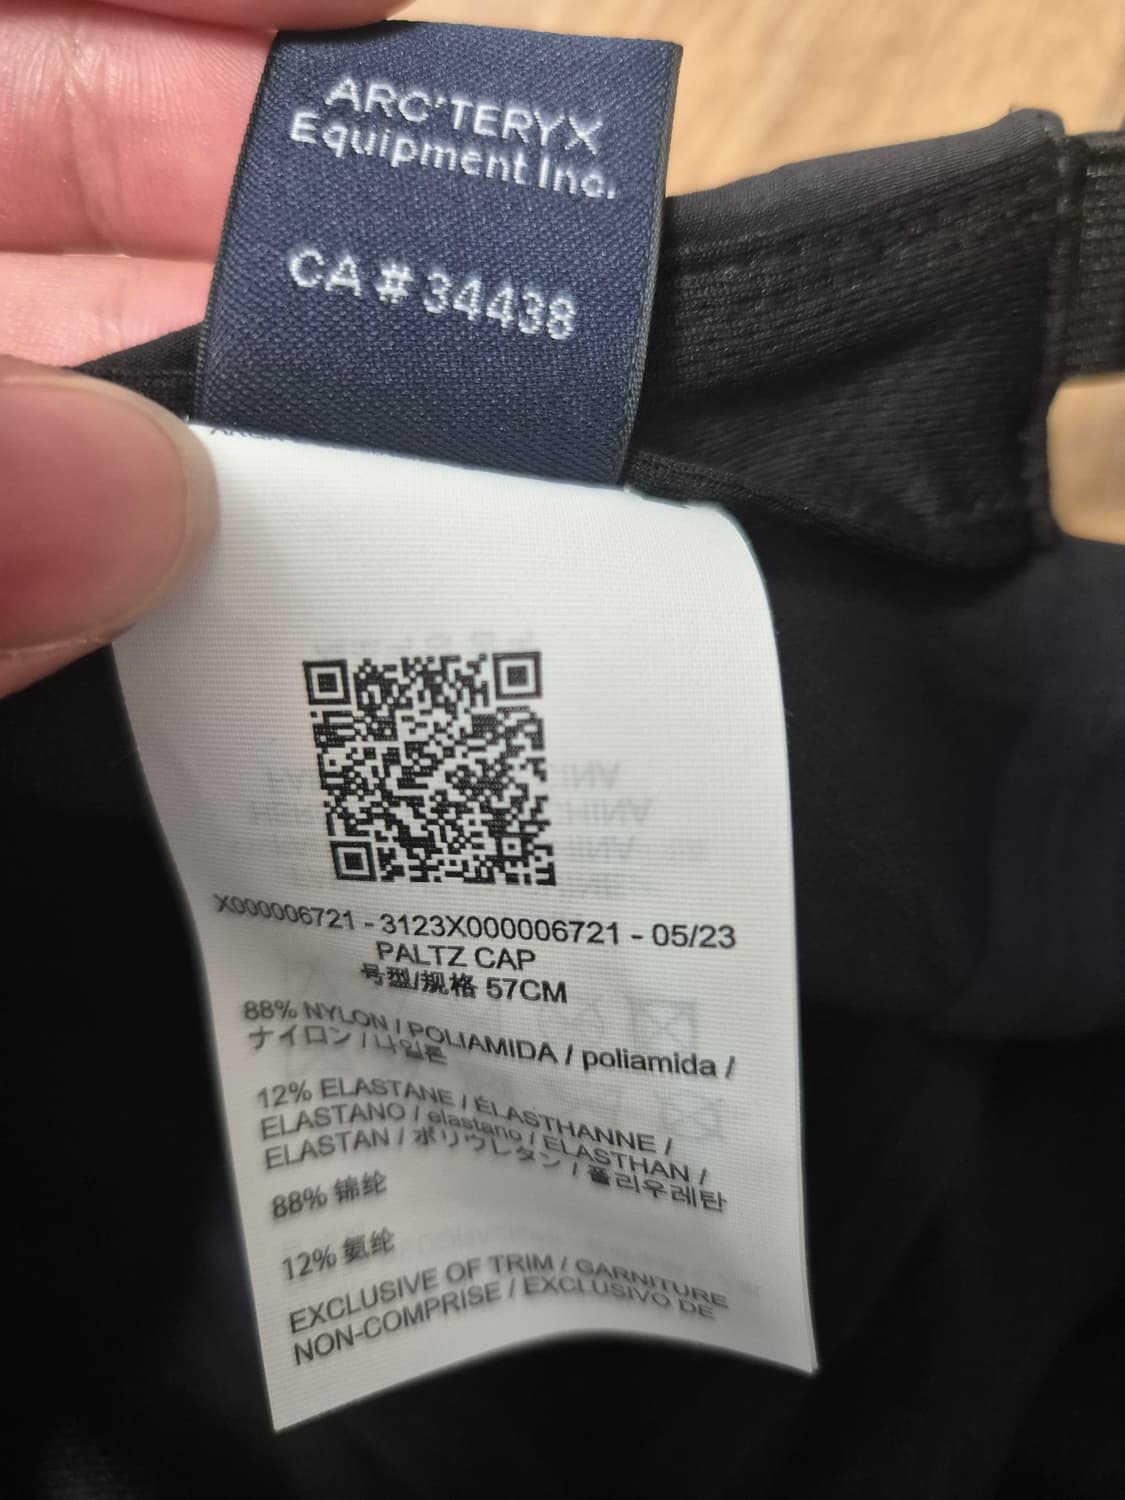 ARC'TERYX
Equipment Inc.
CA # 34438
X000006721 - 3123X000006721 - 05/23
PALTZ CAP
号型/规格 57CM
88% NYLON / POLIAMIDA / poliamida /
ナイロン / 나일론
12% ELASTANE / ÉLASTHANNE /
ELASTANO / elastano / ELASTHAN /
ELASTAN / ポリウレタン / 폴리우레탄
88% 锦纶
12% 氨纶
EXCLUSIVE OF TRIM / GARNITURE
NON-COMPRISE / EXCLUSIVO DE